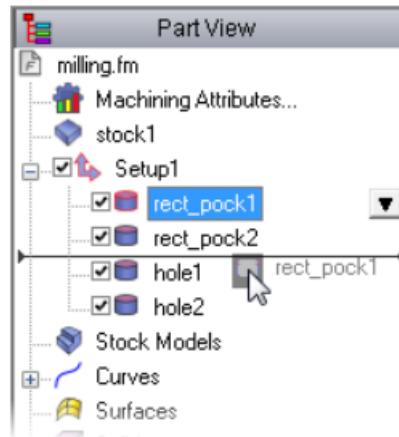 Part View
milling.fm
Machining Attributes...
stock1
Setup1
rect_pock1
rect_pock2
hole1 rect_pock1
hole2
Stock Models
Curves
Surfaces